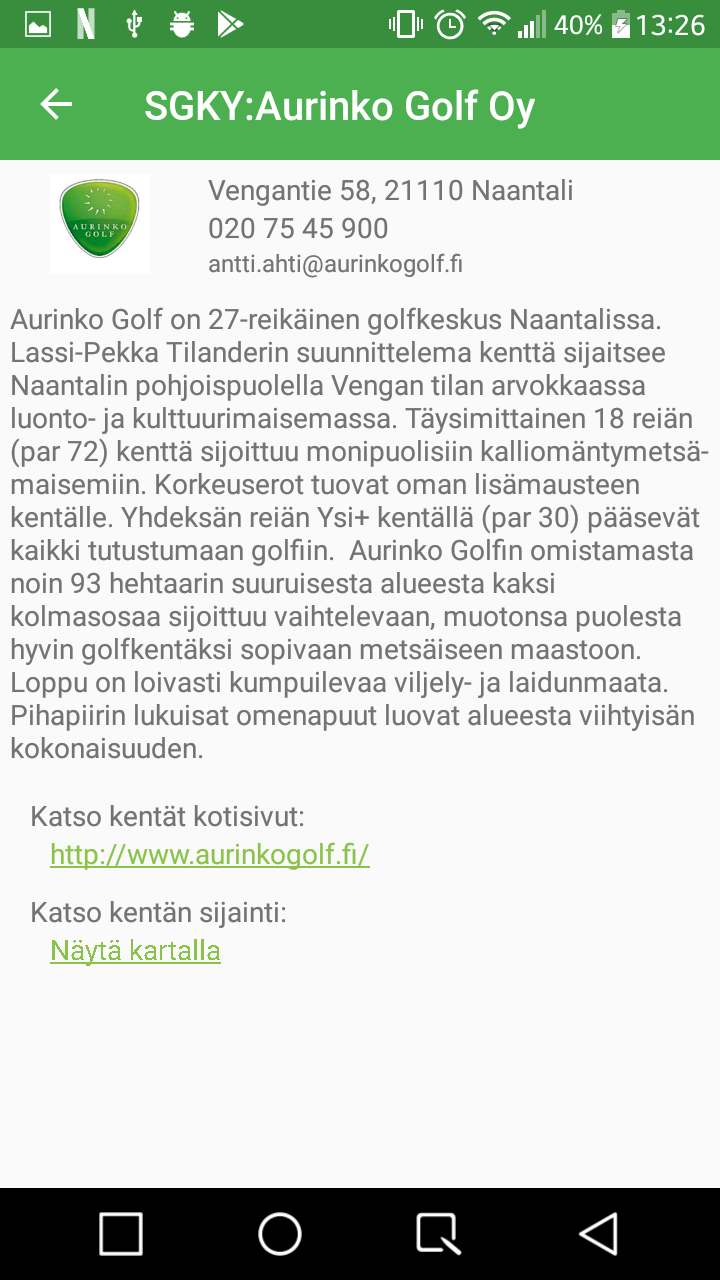 40% 13:26
SGKY:Aurinko Golf Oy
AURINKO
GOLF
Vengantie 58, 21110 Naantali
020 75 45 900
antti.ahti@aurinkogolf.fi
Aurinko Golf on 27-reikäinen golfkeskus Naantalissa.
Lassi-Pekka Tilanderin suunnittelema kenttä sijaitsee
Naantalin pohjoispuolella Vengan tilan arvokkaassa
luonto- ja kulttuurimaisemassa. Täysimittainen 18 reiän
(par 72) kenttä sijoittuu monipuolisiin kalliomäntymetsä-
maisemiin. Korkeuserot tuovat oman lisämausteen
kentälle. Yhdeksän reiän Ysi+ kentällä (par 30) pääsevät
kaikki tutustumaan golfiin.  Aurinko Golfin omistamasta
noin 93 hehtaarin suuruisesta alueesta kaksi
kolmasosaa sijoittuu vaihtelevaan, muotonsa puolesta
hyvin golfkentäksi sopivaan metsäiseen maastoon.
Loppu on loivasti kumpuilevaa viljely- ja laidunmaata.
Pihapiirin lukuisat omenapuut luovat alueesta viihtyisän
kokonaisuuden.
Katso kentät kotisivut:
http://www.aurinkogolf.fi/
Katso kentän sijainti:
Näytä kartalla